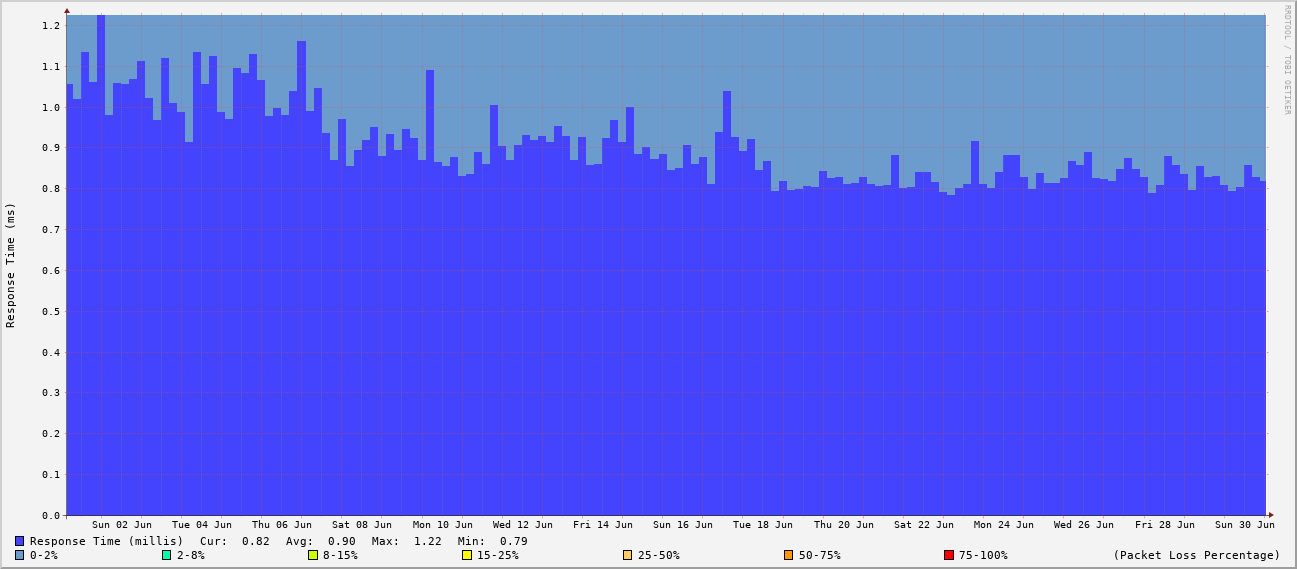 RRDTOOL / TOBI OETIKER
Response Time (ms)
1.2
1.1
1.0
0.9
0.8
0.7
0.6
0.5
0.4
0.3
0.2
0.1
0.0
Sun 02 Jun Tue 04 Jun Thu 06 Jun Sat 08 Jun Mon 10 Jun Wed 12 Jun Fri 14 Jun Sun 16 Jun Tue 18 Jun Thu 20 Jun Sat 22 Jun Mon 24 Jun Wed 26 Jun Fri 28 Jun Sun 30 Jun
Response Time (millis) Cur: 0.82 Avg: 0.90 Max: 1.22 Min: 0.79
0-2% 2-8% 8-15% 15-25% 25-50% 50-75% 75-100% (Packet Loss Percentage)